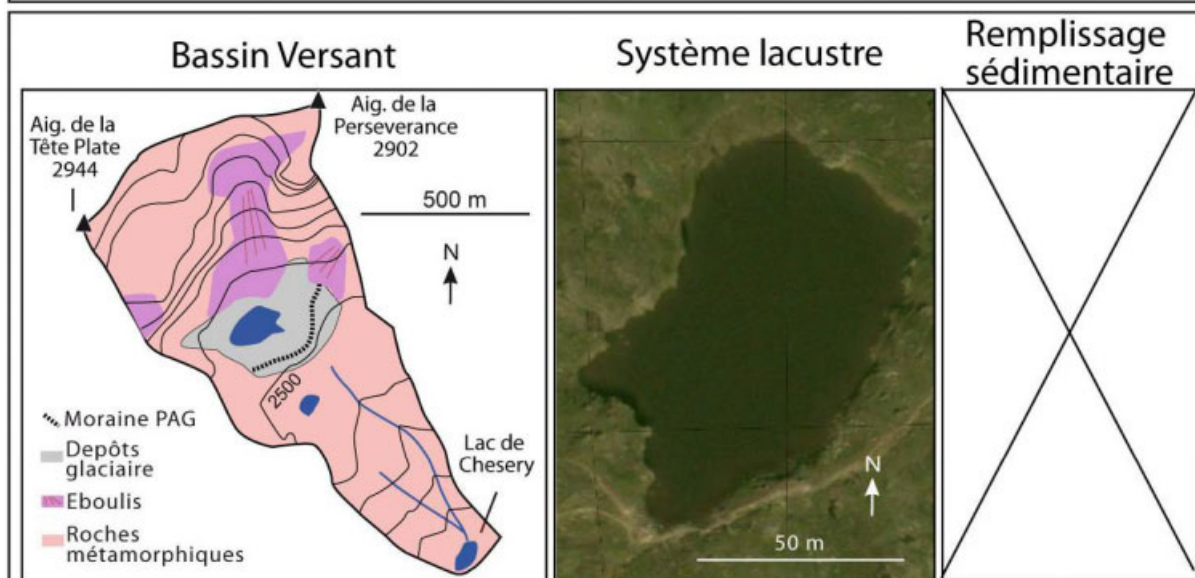 Bassin Versant
Système lacustre
Remplissage
sédimentaire
Aig. de la
Tête Plate
2944
Aig. de la
Perseverance
2902
500 m
N
2500
Moraine PAG
Depôts
glaciaire
Eboulis
Roches
métamorphiques
Lac de
Chesery
N
50 m